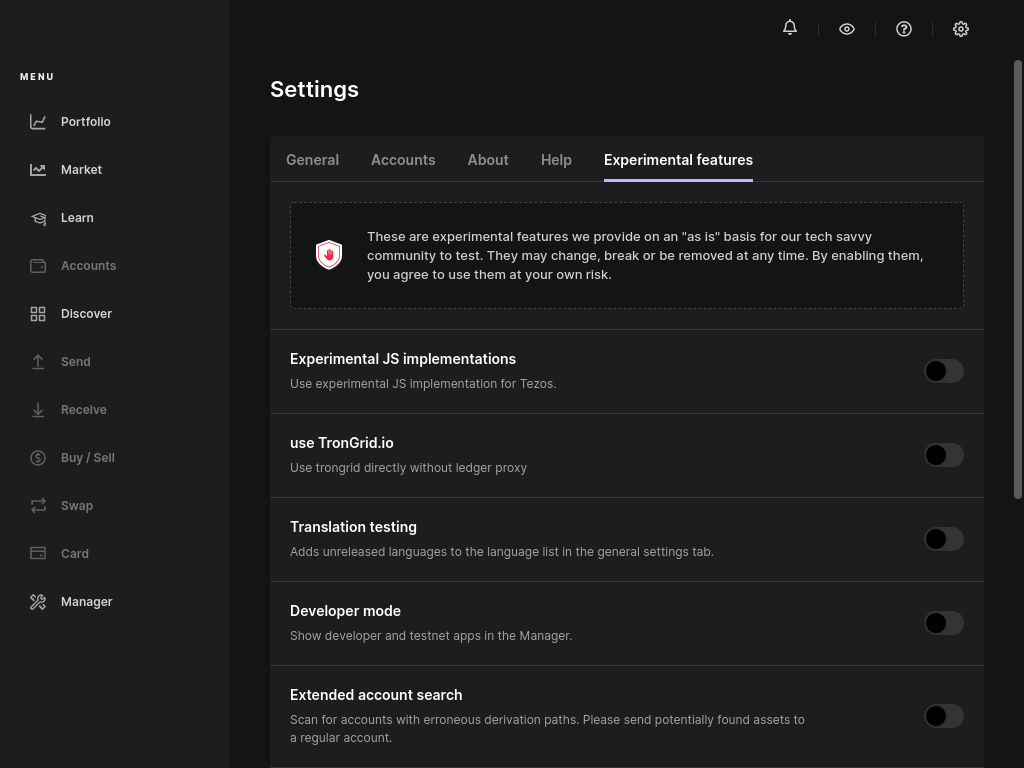 MENU
Portfolio
Market
Learn
Accounts
Discover
Send
Receive
Buy / Sell
Swap
Card
Manager
Settings
General Accounts About Help Experimental features
These are experimental features we provide on an "as is" basis for our tech savvy
community to test. They may change, break or be removed at any time. By enabling them,
you agree to use them at your own risk.
Experimental JS implementations
Use experimental JS implementation for Tezos.
use TronGrid.io
Use trongrid directly without ledger proxy
Translation testing
Adds unreleased languages to the language list in the general settings tab.
Developer mode
Show developer and testnet apps in the Manager.
Extended account search
Scan for accounts with erroneous derivation paths. Please send potentially found assets to
a regular account.